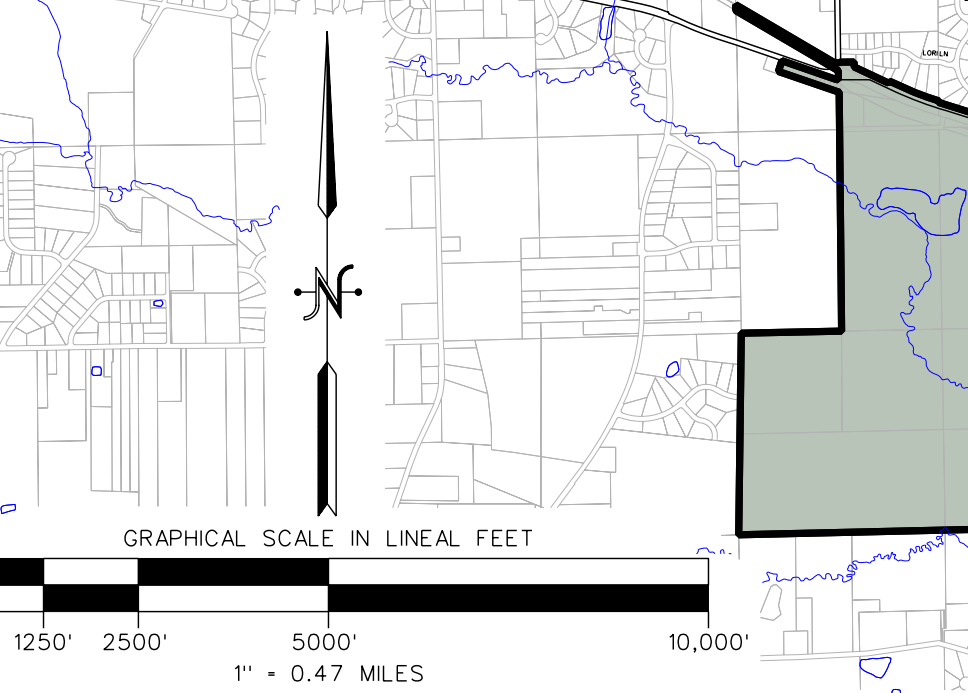 LORI LN
N
GRAPHICAL SCALE IN LINEAL FEET
1250' 2500' 5000' 10,000'
1" = 0.47 MILES